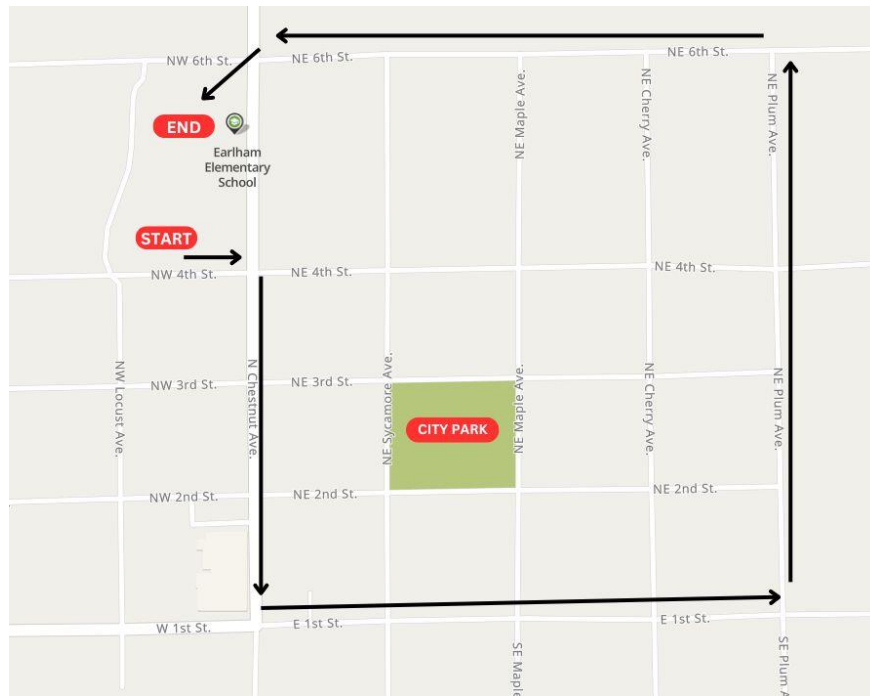 NW 6th St.
NE 6th St.
NE 6th St.
END
Earlham
Elementary
School
NE Maple Ave.
NE Cherry Ave.
NE Plum Ave.
START
NW 4th St.
NE 4th St.
NE 4th St.
NW Locust Ave.
N Chestnut Ave.
NW 3rd St.
NE 3rd St.
NE Sycamore Ave.
CITY PARK
NE Maple Ave.
NE Cherry Ave.
NE Plum Ave.
NW 2nd St.
NE 2nd St.
NE 2nd St.
W 1st St.
E 1st St.
E 1st St.
SE Maple
SE Plum A